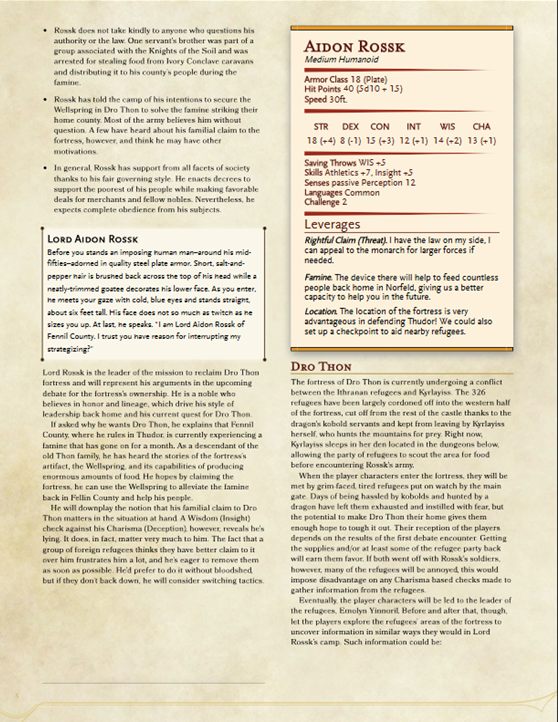 • Rossk does not take kindly to anyone who questions his
authority or the law. One servant's brother was part of a
group associated with the Knights of the Soil and was
arrested for stealing food from Ivory Conclave caravans
and distributing it to his county's people during the
famine.
• Rossk has told the camp of his intentions to secure the
Wellspring in Dro Thon to solve the famine striking their
home county. Most of the army believes him without
question. A few have heard about his familial claim to the
fortress, however, and think he may have other
motivations.
• In general, Rossk has support from all facets of society
thanks to his fair governing style. He enacts decrees to
support the poorest of his people while making favorable
deals for merchants and fellow nobles. Nevertheless, he
expects complete obedience from his subjects.
Lord Aidon Rossk
Before you stands an imposing human man–around his mid-
fifties–adorned in quality steel plate armor. Short, salt-and-
pepper hair is brushed back across the top of his head while a
neatly-trimmed goatee decorates his lower face. As you enter,
he meets your gaze with cold, blue eyes and stands straight,
about six feet tall. His face does not so much as twitch as he
sizes you up. At last, he speaks. "I am Lord Aidon Rossk of
Fennil County. I trust you have reason for interrupting my
strategizing?"
Lord Rossk is the leader of the mission to reclaim Dro Thon
fortress and will represent his arguments in the upcoming
debate for the fortress's ownership. He is a noble who
believes in honor and lineage, which drive his style of
leadership back home and his current quest for Dro Thon.
If asked why he wants Dro Thon, he explains that Fennil
County, where he rules in Thudor, is currently experiencing a
famine that has gone on for a month. As a descendant of the
old Thon family, he has heard the stories of the fortress's
artifact, the Wellspring, and its capabilities of producing
enormous amounts of food. He hopes by claiming the
fortress, he can use the Wellspring to alleviate the famine
back in Fellin County and help his people.
He will downplay the notion that his familial claim to Dro
Thon matters in the situation at hand. A Wisdom (Insight)
check against his Charisma (Deception), however, reveals he's
lying. It does, in fact, matter very much to him. The fact that a
group of foreign refugees thinks they have better claim to it
over him frustrates him a lot, and he's eager to remove them
as soon as possible. He'd prefer to do it without bloodshed,
but if they don't back down, he will consider switching tactics.
Aidon Rossk
Medium Humanoid
Armor Class 18 (Plate)
Hit Points 40 (5d10 + 15)
Speed 30ft.
STR DEX CON INT WIS CHA
18 (+4) 8 (-1) 15 (+3) 12 (+1) 14 (+2) 13 (+1)
Saving Throws WIS +5
Skills Athletics +7, Insight +5
Senses passive Perception 12
Languages Common
Challenge 2
Leverages
Rightful Claim (Threat). I have the law on my side, I
can appeal to the monarch for larger forces if
needed.
Famine. The device there will help to feed countless
people back home in Norfeld, giving us a better
capacity to help you in the future.
Location. The location of the fortress is very
advantageous in defending Thudor! We could also
set up a checkpoint to aid nearby refugees.
Dro Thon
The fortress of Dro Thon is currently undergoing a conflict
between the Ithranan refugees and Kyrlayiss. The 326
refugees have been largely cordoned off into the western half
of the fortress, cut off from the rest of the castle thanks to the
dragon's kobold servants and kept from leaving by Kyrlayiss
herself, who hunts the mountains for prey. Right now,
Kyrlayiss sleeps in her den located in the dungeons below,
allowing the party of refugees to scout the area for food
before encountering Rossk's army.
When the player characters enter the fortress, they will be
met by grim-faced, tired refugees put on watch by the main
gate. Days of being hassled by kobolds and hunted by a
dragon have left them exhausted and instilled with fear, but
the potential to make Dro Thon their home gives them
enough hope to tough it out. Their reception of the players
depends on the results of the first debate encounter. Getting
the supplies and/or at least some of the refugee party back
will earn them favor. If both went off with Rossk's soldiers,
however, many of the refugees will be annoyed, this would
impose disadvantage on any Charisma based checks made to
gather information from the refugees.
Eventually, the player characters will be led to the leader of
the refugees, Emolyn Yinnoril. Before and after that, though,
let the players explore the refugees' areas of the fortress to
uncover information in similar ways they would in Lord
Rossk's camp. Such information could be: